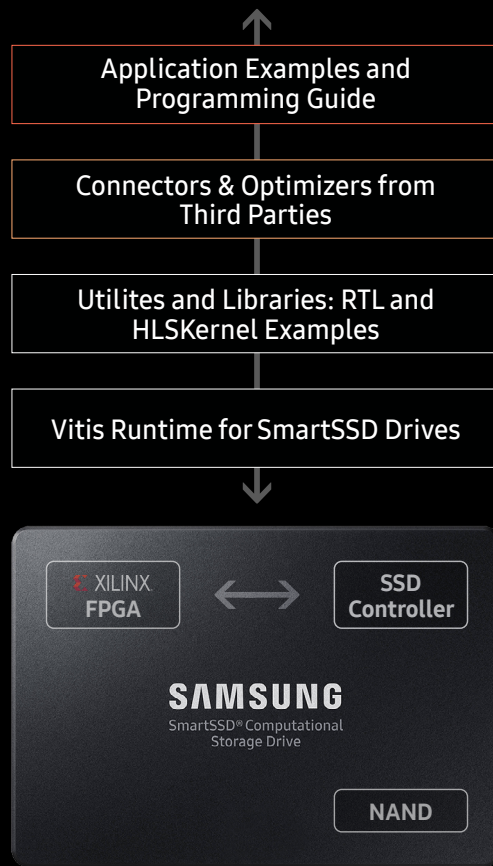 Application Examples and
Programming Guide
Connectors & Optimizers from
Third Parties
Utilites and Libraries: RTL and
HLSKernel Examples
Vitis Runtime for SmartSSD Drives
XILINX.
FPGA
SSD
Controller
SAMSUNG
SmartSSD® Computational
Storage Drive
NAND